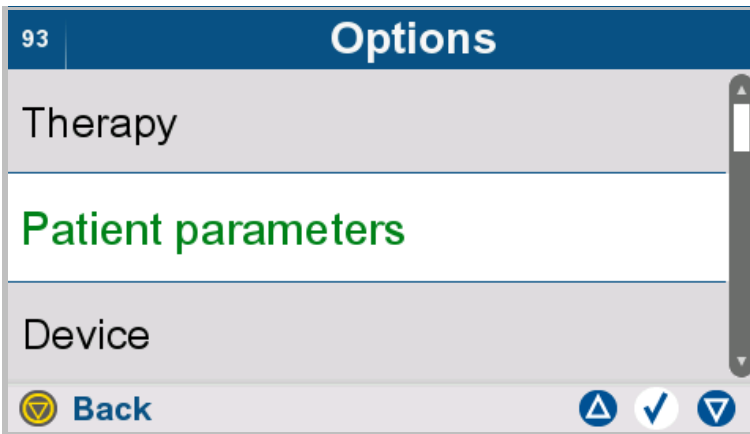 93
Options
Therapy
Patient parameters
Device
Back